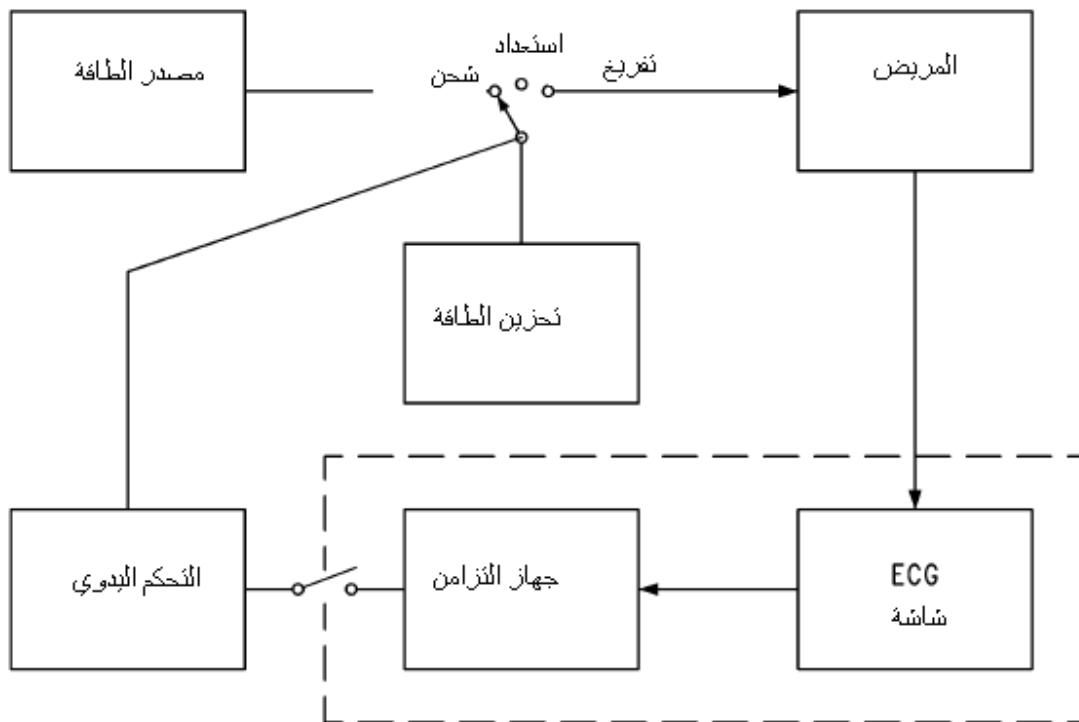 استعداد
مصدر الطاقة
شحن
تفريغ
المريض
تخزين الطاقة
التحكم اليدوي
جهاز التزامن
ECG
شاشة